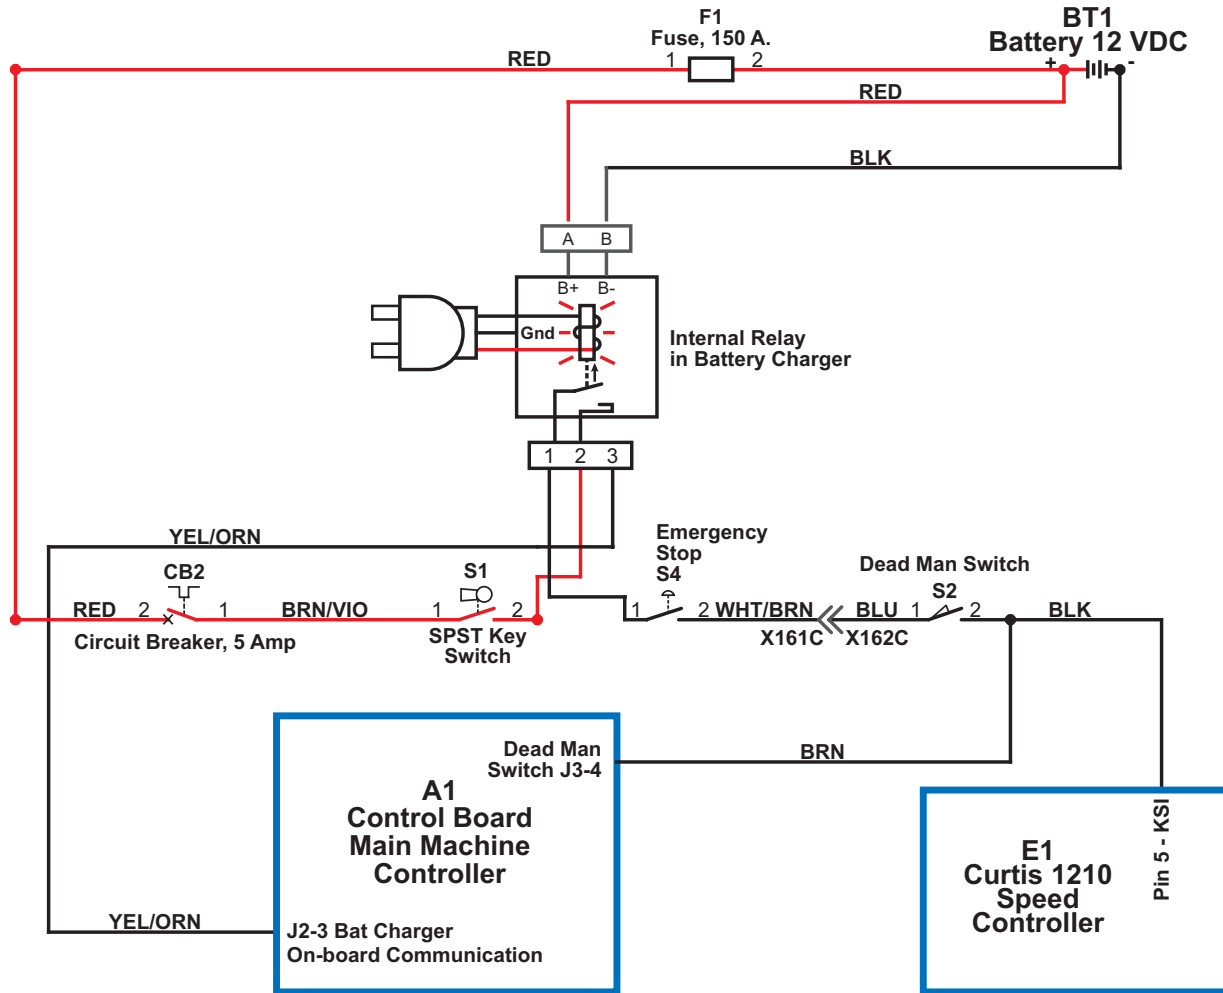 F1
Fuse, 150 A.
BT1
Battery 12 VDC
RED
1
2
+
-
RED
BLK
A
B
B+
B-
Gnd
Internal Relay
in Battery Charger
1
2
3
YEL/ORN
Emergency
Stop
S4
CB2
S1
Dead Man Switch
S2
RED
2
1
BRN/VIO
1
2
1
2
WHT/BRN
BLU
1
2
BLK
Circuit Breaker, 5 Amp
SPST Key
Switch
X161C
X162C
Dead Man
Switch J3-4
BRN
A1
Control Board
Main Machine
Controller
Pin 5 - KSI
E1
Curtis 1210
Speed
Controller
YEL/ORN
J2-3 Bat Charger
On-board Communication